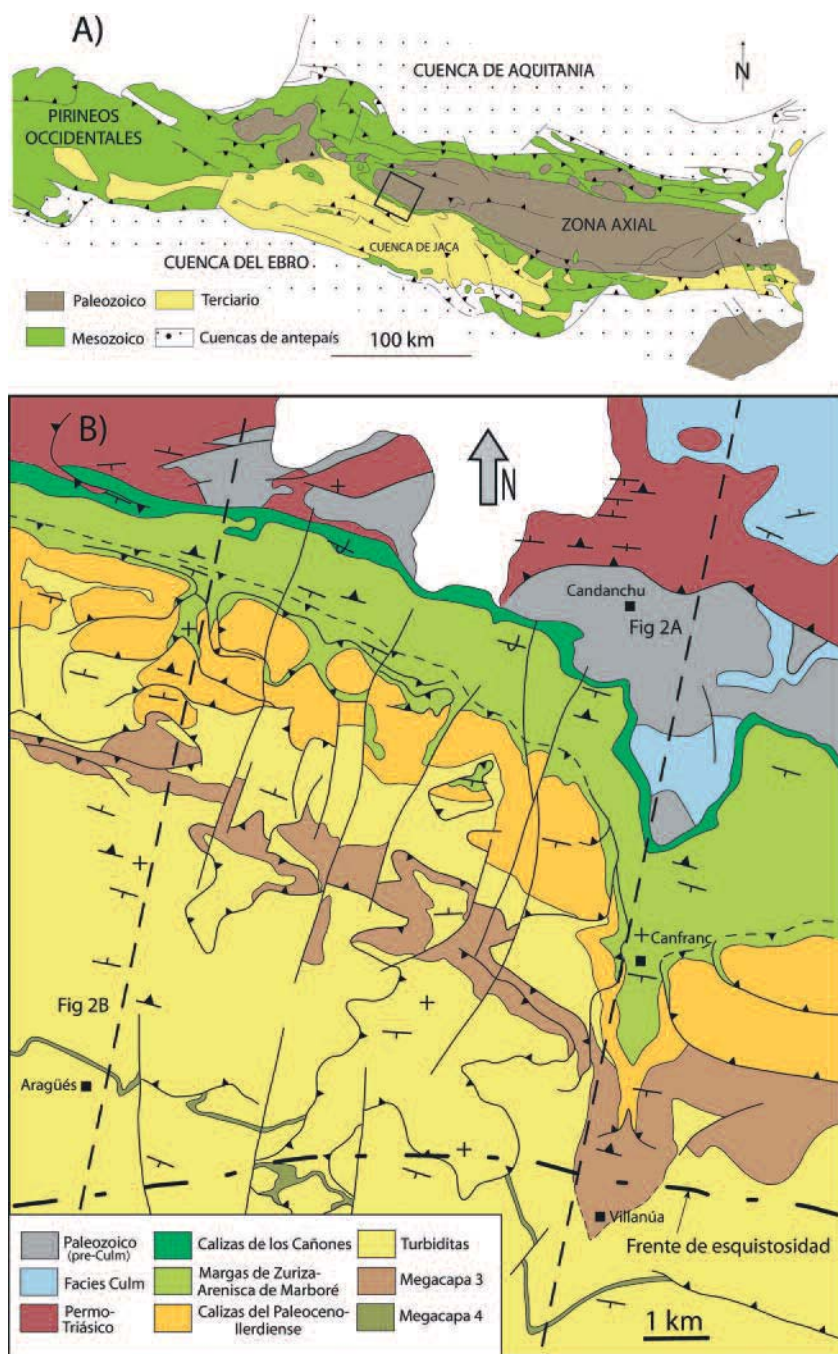 A)
N
CUENCA DE AQUITANIA
PIRINEOS
OCCIDENTALES
ZONA AXIAL
CUENCA DE JACA
CUENCA DEL EBRO
Paleozoico
Terciario
Mesozoico
Cuencas de antepaís
100 km
B)
N
Candanchu
Fig 2A
Canfranc
Fig 2B
Aragüés
Villanúa
Frente de esquistosidad
Paleozoico
(pre-Culm)
Calizas de los Cañones
Turbiditas
Facies Culm
Margas de Zuriza-
Arenisca de Marboré
Megacapa 3
Permo-
Triásico
Calizas del Paleoceno-
Ilerdiense
Megacapa 4
1 km